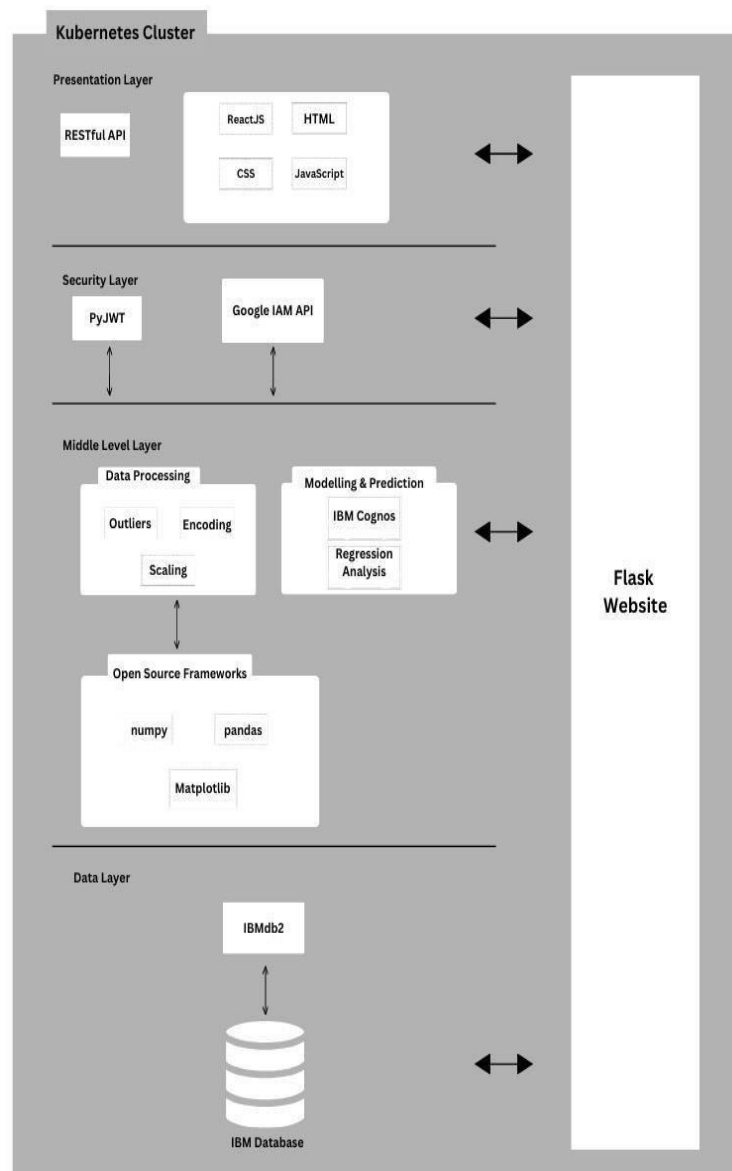 Kubernetes Cluster
Presentation Layer
RESTful API
ReactJS
HTML
CSS
JavaScript
Security Layer
PyJWT
Google IAM API
Middle Level Layer
Data Processing
Outliers
Encoding
Scaling
Modelling & Prediction
IBM Cognos
Regression
Analysis
Flask
Website
Open Source Frameworks
numpy
pandas
Matplotlib
Data Layer
IBMdb2
IBM Database